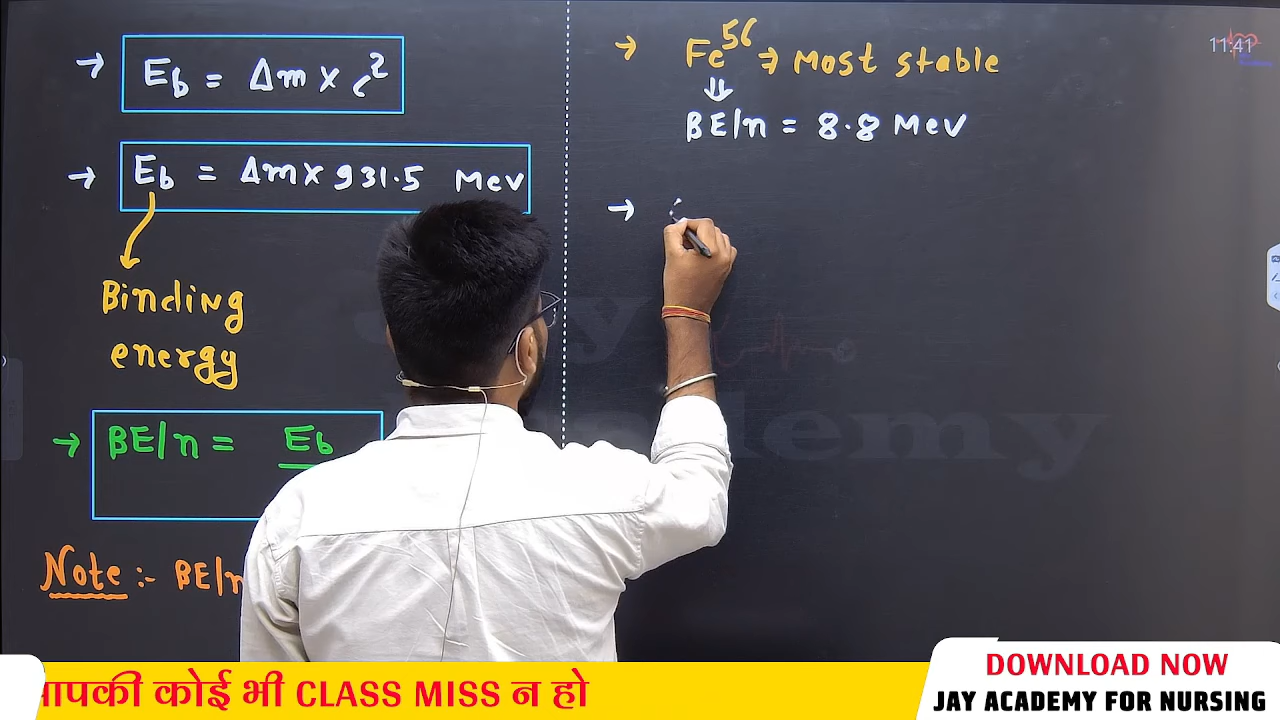 → Eb = Δm × c²
→ Eb = Δm × 931.5 MeV
Binding
energy
→ BE/n = Eb
Note :- BE/n
→ Fe⁵⁶ → Most stable
⇓
BE/n = 8.8 MeV
→
11:41
Academy
आपकी कोई भी CLASS MISS न हो
DOWNLOAD NOW
JAY ACADEMY FOR NURSING